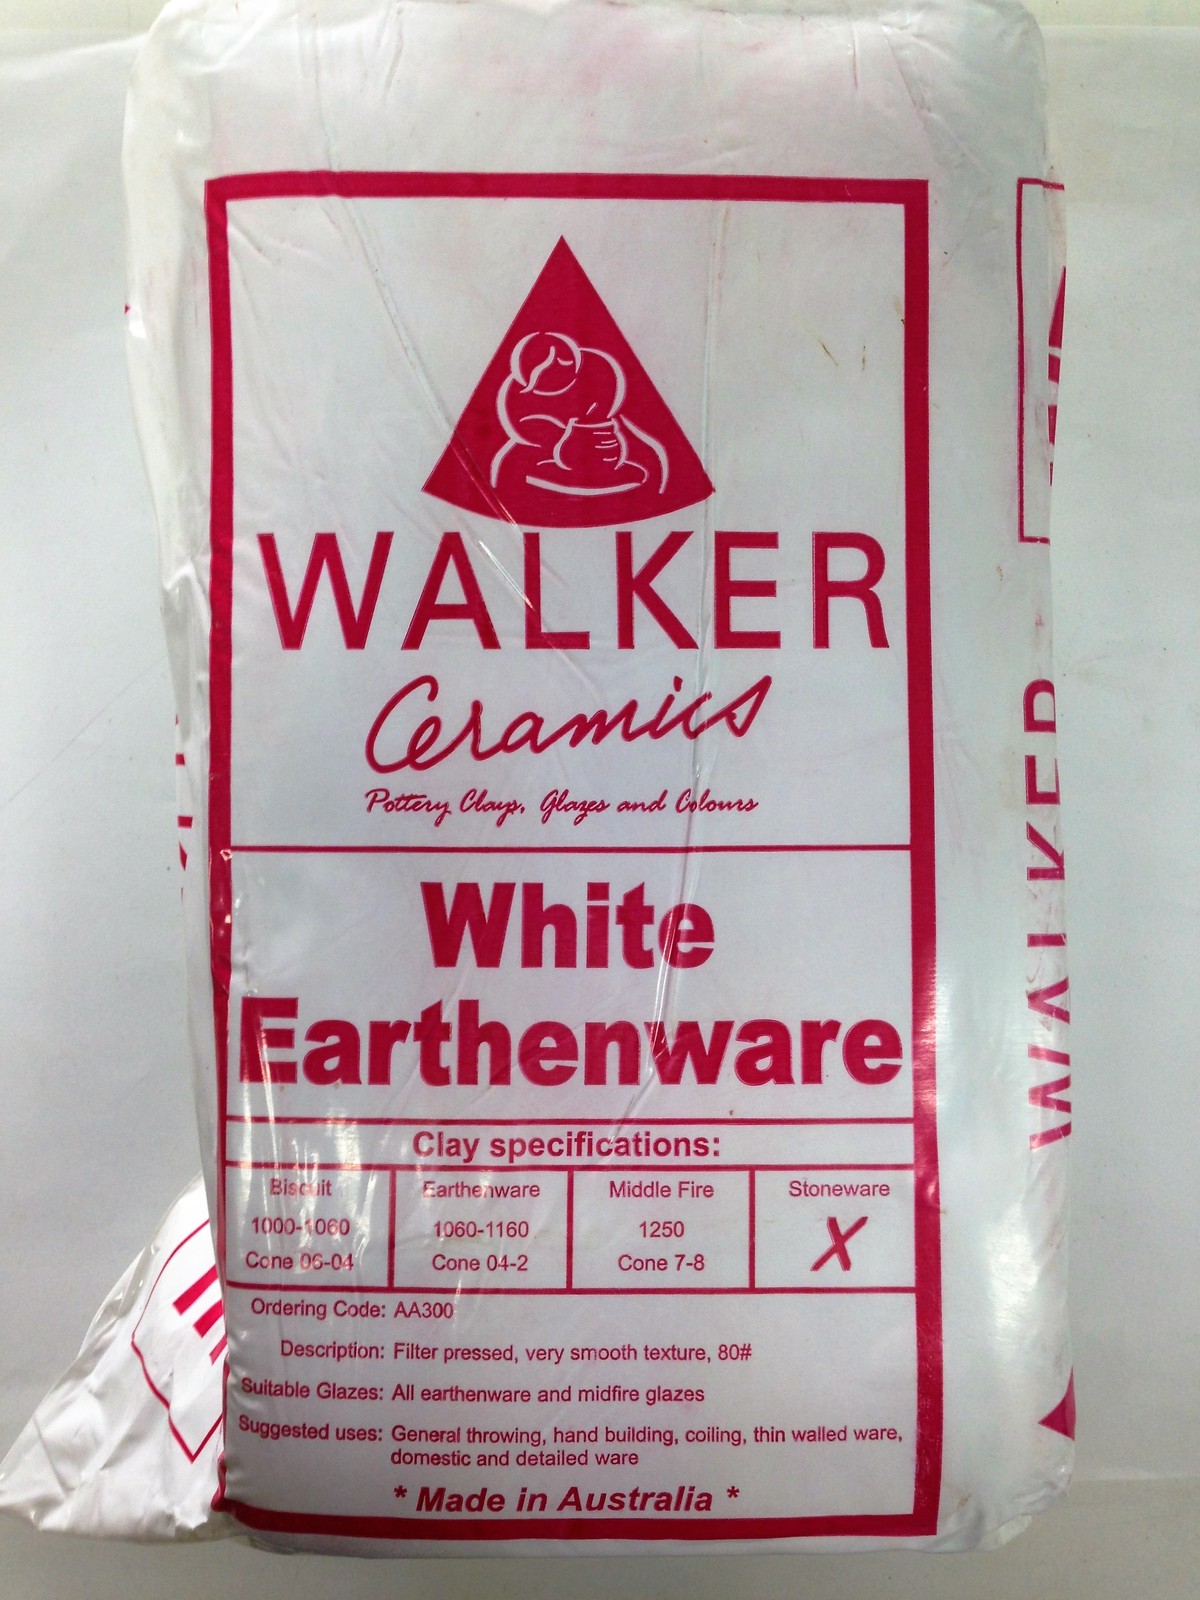 WALKER
Ceramics
Pottery Clays, Glazes and Colours
White
Earthenware
Clay specifications:
Biscuit
1000-1060
Cone 06-04
Earthenware
1060-1160
Cone 04-2
Middle Fire
1250
Cone 7-8
Stoneware
X
Ordering Code: AA300
Description: Filter pressed, very smooth texture, 80#
Suitable Glazes: All earthenware and midfire glazes
Suggested uses: General throwing, hand building, coiling, thin walled ware,
domestic and detailed ware
* Made in Australia *
WALKER